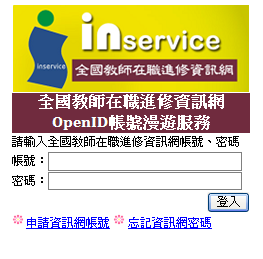 inservice
inservice
全國教師在職進修資訊網
全國教師在職進修資訊網
OpenID帳號漫遊服務
請輸入全國教師在職進修資訊網帳號、密碼
帳號：
密碼：
登入
申請資訊網帳號 忘記資訊網密碼